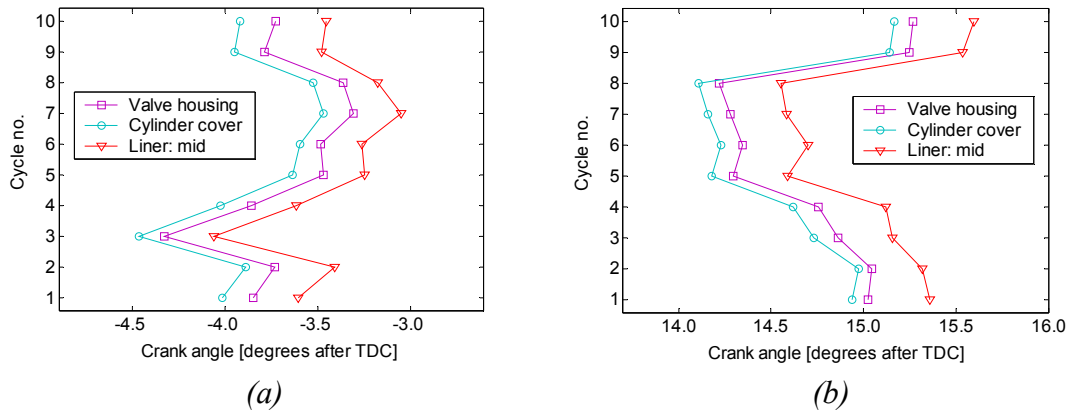 10
9
8
7
6
5
4
3
2
1
Cycle no.
Valve housing
Cylinder cover
Liner: mid
-4.5 -4.0 -3.5 -3.0
Crank angle [degrees after TDC]
(a)
10
9
8
7
6
5
4
3
2
1
Cycle no.
Valve housing
Cylinder cover
Liner: mid
14.0 14.5 15.0 15.5 16.0
Crank angle [degrees after TDC]
(b)